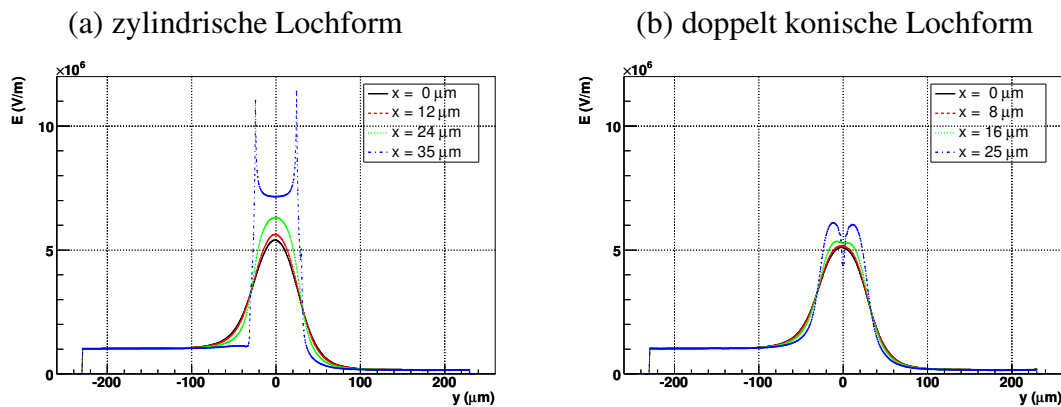 (a) zylindrische Lochform
×10⁶
E (V/m)
x = 0 μm
x = 12 μm
x = 24 μm
x = 35 μm
10
5
0
-200 -100 0 100 200
y (μm)
(b) doppelt konische Lochform
×10⁶
E (V/m)
x = 0 μm
x = 8 μm
x = 16 μm
x = 25 μm
10
5
0
-200 -100 0 100 200
y (μm)